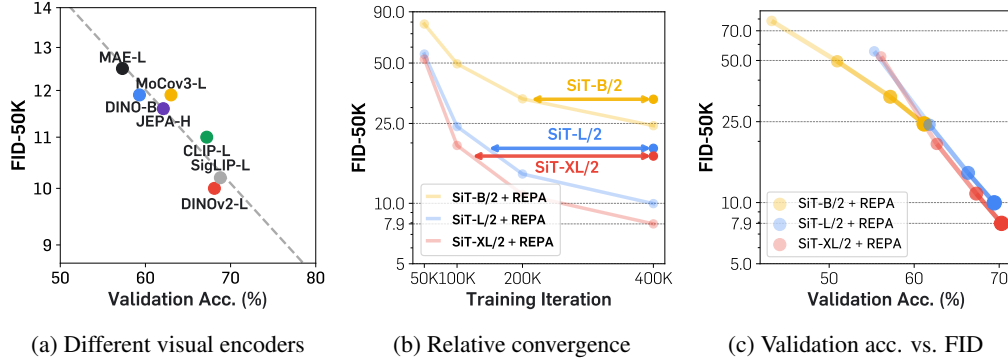 14
13
12
11
10
9
FID-50K
MAE-L
MoCov3-L
DINO-B
JEPA-H
CLIP-L
SigLIP-L
DINOv2-L
50
60
70
80
Validation Acc. (%)
(a) Different visual encoders
90.0
50.0
25.0
10.0
7.9
5
FID-50K
SiT-B/2
SiT-L/2
SiT-XL/2
SiT-B/2 + REPA
SiT-L/2 + REPA
SiT-XL/2 + REPA
50K
100K
200K
400K
Training Iteration
(b) Relative convergence
70.0
50.0
25.0
10.0
7.9
5.0
FID-50K
SiT-B/2 + REPA
SiT-L/2 + REPA
SiT-XL/2 + REPA
50
60
70
Validation Acc. (%)
(c) Validation acc. vs. FID